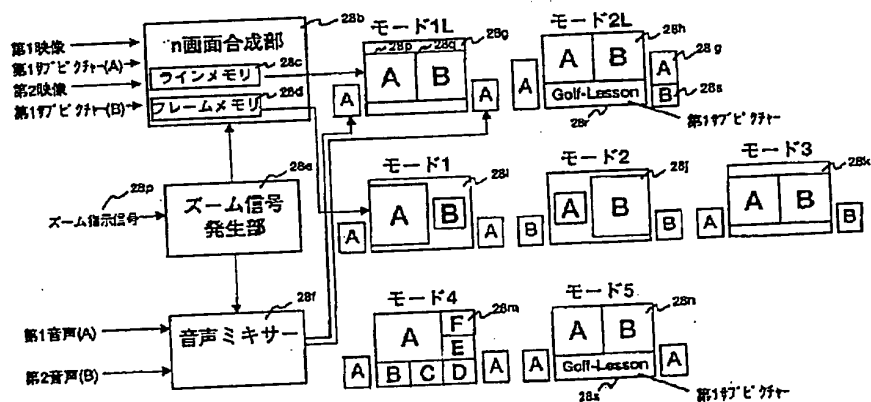 28b
n画面合成部
第1映像
第1サブピクチャー(A)
第2映像
第1サブピクチャー(B)
ラインメモリ
28c
フレームメモリ
28d
モード1L
28p
28q
28g
A
B
A
A
モード2L
28h
A
B
A
28g
A
B
28s
Golf-Lesson
28r
第1サブピクチャー
28p
ズーム指示信号
28e
ズーム信号
発生部
モード1
28i
A
B
A
A
モード2
28j
A
B
B
B
モード3
28k
A
B
A
B
28f
第1音声(A)
第2音声(B)
音声ミキサー
モード4
28m
A
F
E
B
C
D
A
A
モード5
28n
A
B
A
A
Golf-Lesson
28x
第1サブピクチャー